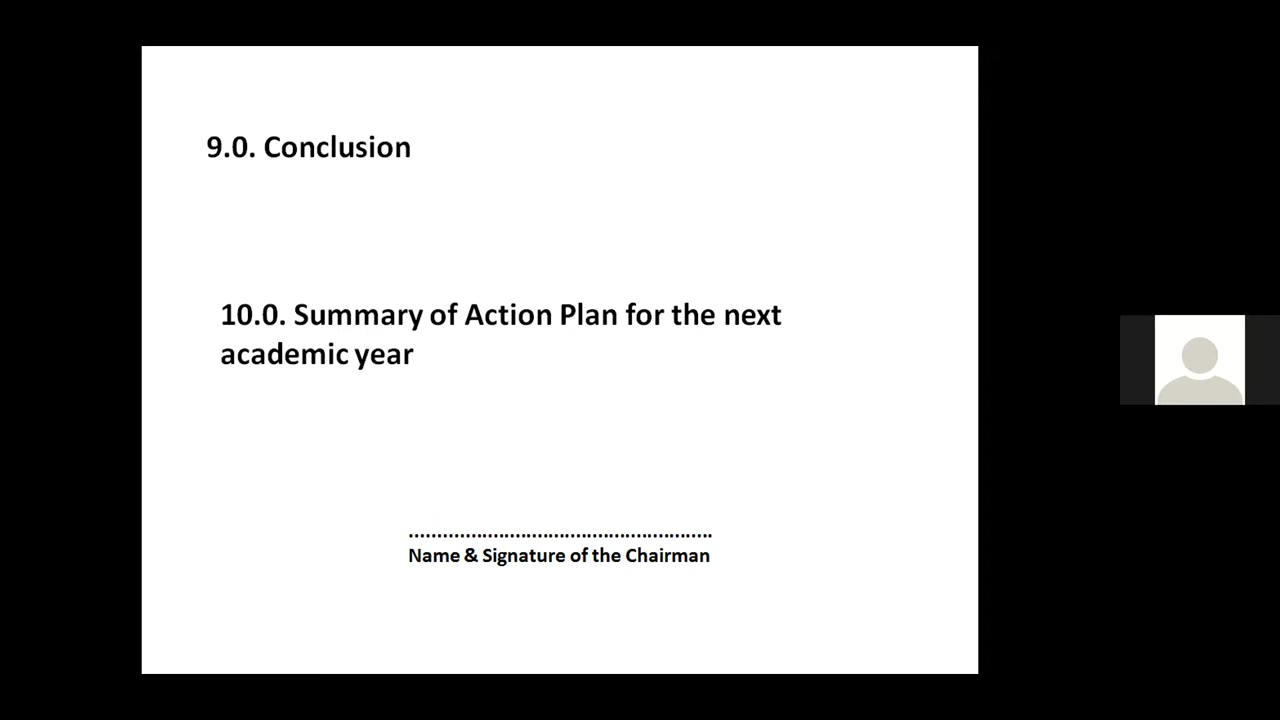 9.0. Conclusion
10.0. Summary of Action Plan for the next
academic year
.......................................................
Name & Signature of the Chairman